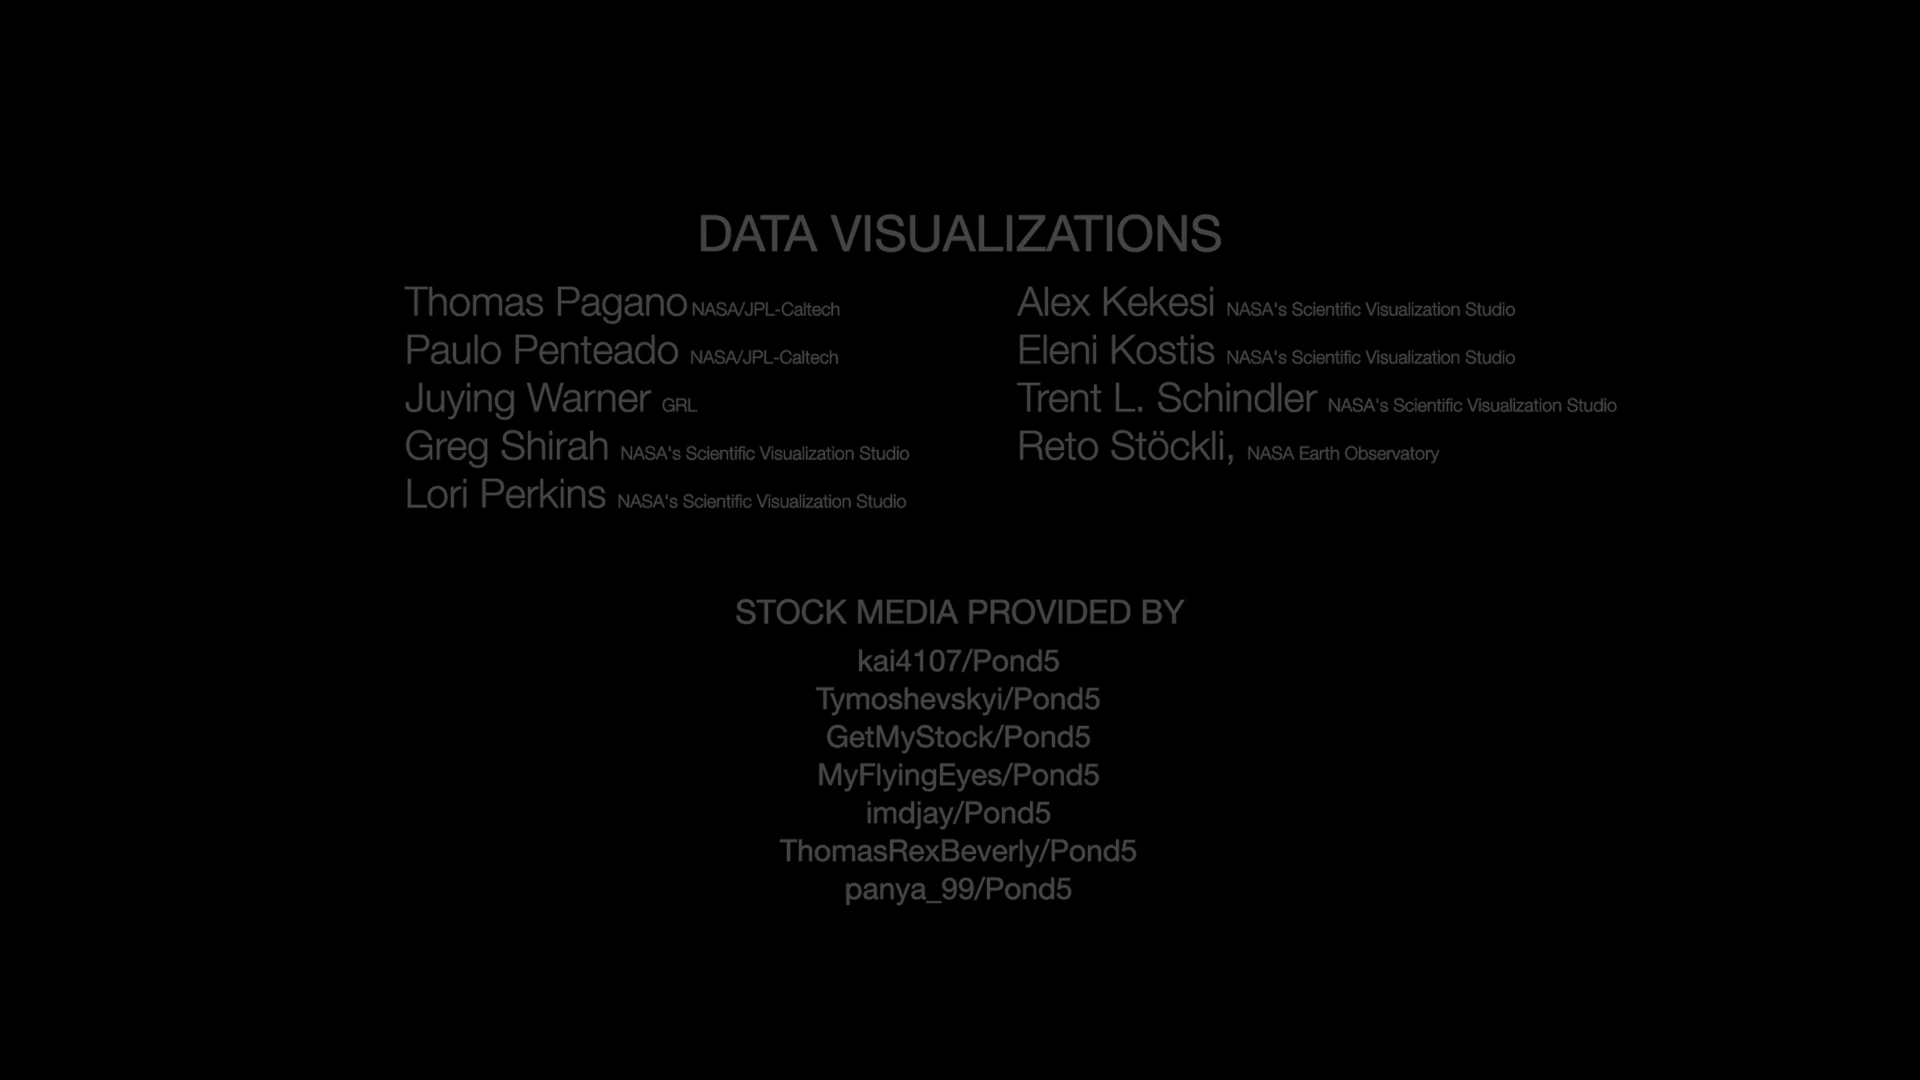 DATA VISUALIZATIONS
Thomas Pagano NASA/JPL-Caltech
Paulo Penteado NASA/JPL-Caltech
Juying Warner GRL
Greg Shirah NASA's Scientific Visualization Studio
Lori Perkins NASA's Scientific Visualization Studio
Alex Kekesi NASA's Scientific Visualization Studio
Eleni Kostis NASA's Scientific Visualization Studio
Trent L. Schindler NASA's Scientific Visualization Studio
Reto Stöckli, NASA Earth Observatory
STOCK MEDIA PROVIDED BY
kai4107/Pond5
Tymoshevskyi/Pond5
GetMyStock/Pond5
MyFlyingEyes/Pond5
imdjay/Pond5
ThomasRexBeverly/Pond5
panya_99/Pond5